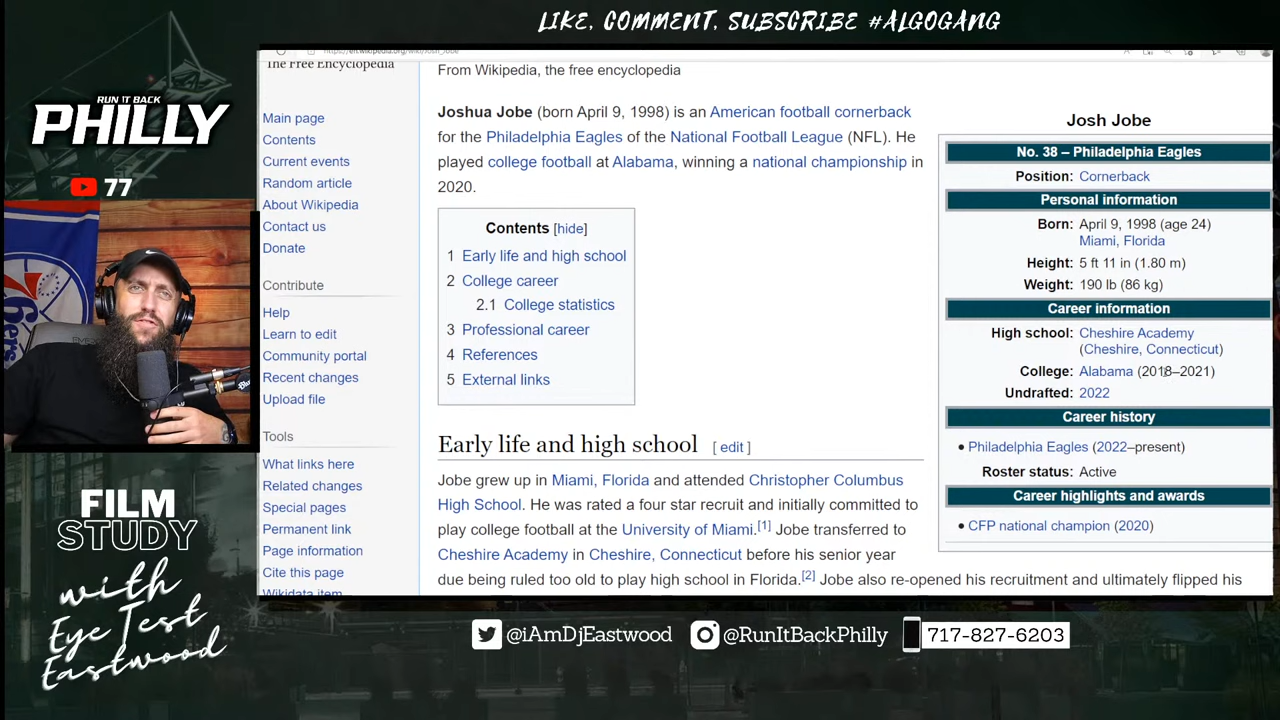 LIKE, COMMENT, SUBSCRIBE #ALGOGANG
RUN IT BACK
PHILLY
77
FILM
STUDY
with
Eye Test
Eastwood
The Free Encyclopedia
Main page
Contents
Current events
Random article
About Wikipedia
Contact us
Donate
Contribute
Help
Learn to edit
Community portal
Recent changes
Upload file
Tools
What links here
Related changes
Special pages
Permanent link
Page information
Cite this page
Wikidata item
From Wikipedia, the free encyclopedia
Joshua Jobe (born April 9, 1998) is an American football cornerback
for the Philadelphia Eagles of the National Football League (NFL). He
played college football at Alabama, winning a national championship in
2020.
Contents [hide]
1 Early life and high school
2 College career
2.1 College statistics
3 Professional career
4 References
5 External links
Early life and high school [ edit ]
Jobe grew up in Miami, Florida and attended Christopher Columbus
High School. He was rated a four star recruit and initially committed to
play college football at the University of Miami.[1] Jobe transferred to
Cheshire Academy in Cheshire, Connecticut before his senior year
due being ruled too old to play high school in Florida.[2] Jobe also re-opened his recruitment and ultimately flipped his
Josh Jobe
No. 38 – Philadelphia Eagles
Position: Cornerback
Personal information
Born: April 9, 1998 (age 24)
Miami, Florida
Height: 5 ft 11 in (1.80 m)
Weight: 190 lb (86 kg)
Career information
High school: Cheshire Academy
(Cheshire, Connecticut)
College: Alabama (2018–2021)
Undrafted: 2022
Career history
• Philadelphia Eagles (2022–present)
Roster status: Active
Career highlights and awards
• CFP national champion (2020)
@iAmDjEastwood @RunItBackPhilly 717-827-6203